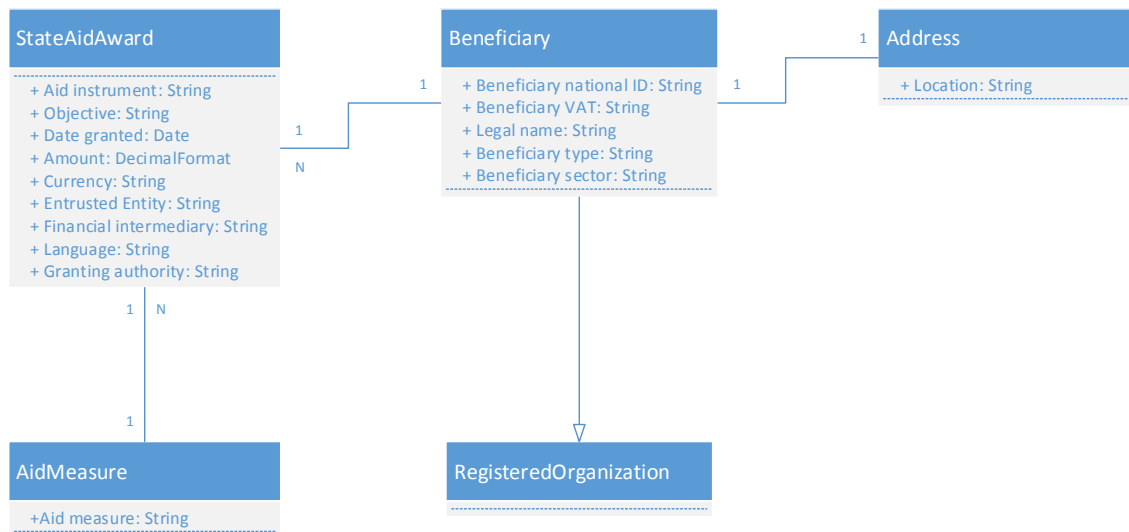 StateAidAward
+ Aid instrument: String
+ Objective: String
+ Date granted: Date
+ Amount: DecimalFormat
+ Currency: String
+ Entrusted Entity: String
+ Financial intermediary: String
+ Language: String
+ Granting authority: String
1
N
1
Beneficiary
+ Beneficiary national ID: String
+ Beneficiary VAT: String
+ Legal name: String
+ Beneficiary type: String
+ Beneficiary sector: String
1
1
Address
+ Location: String
1
N
1
AidMeasure
+Aid measure: String
RegisteredOrganization